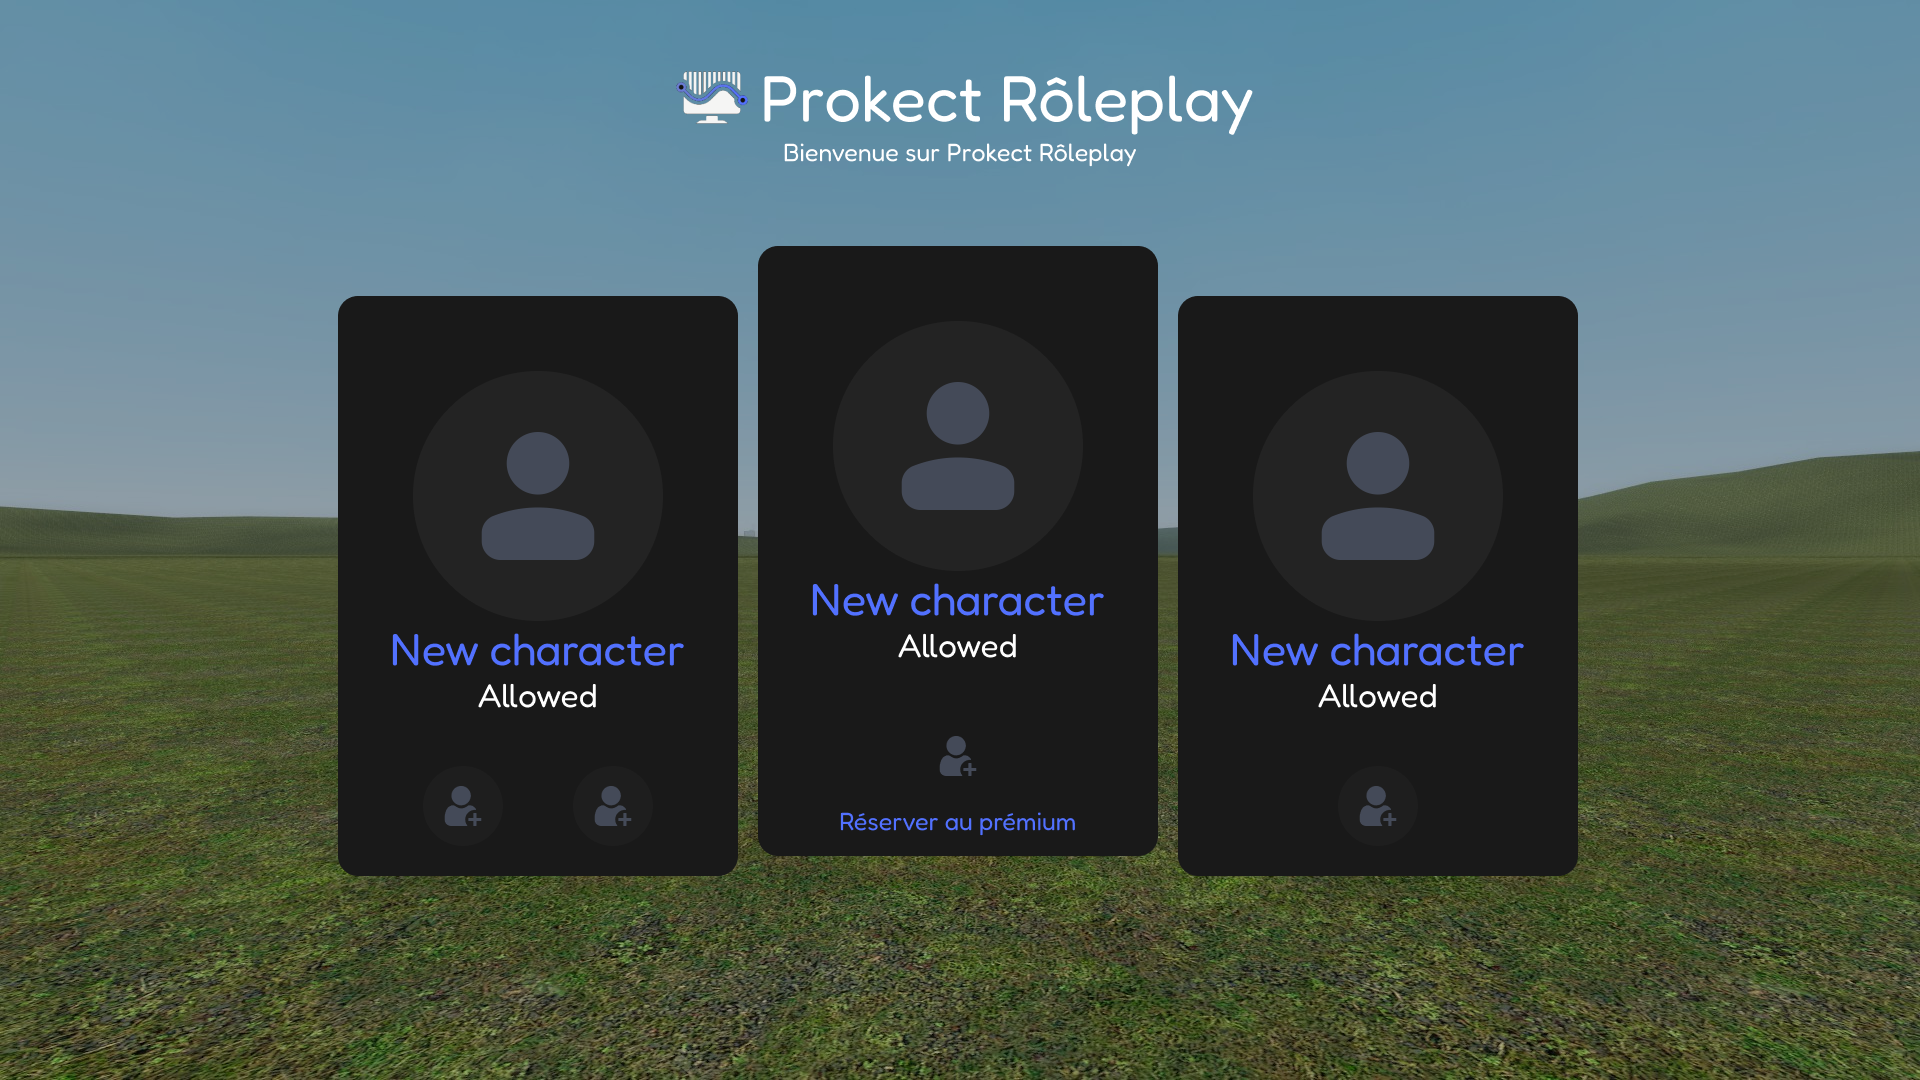 Prokect Rôleplay
Bienvenue sur Prokect Rôleplay
New character
Allowed
New character
Allowed
Réserver au prémium
New character
Allowed